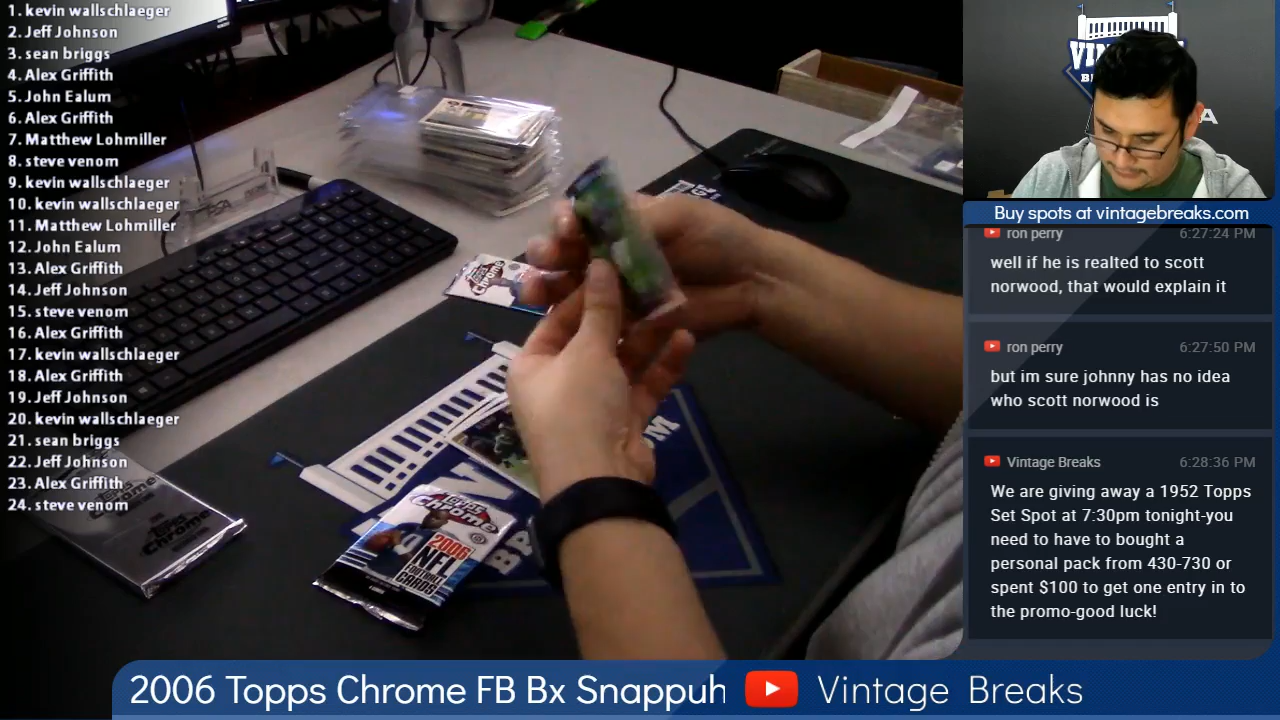 1. kevin wallschlaeger
2. Jeff Johnson
3. sean briggs
4. Alex Griffith
5. John Ealum
6. Alex Griffith
7. Matthew Lohmiller
8. steve venom
9. kevin wallschlaeger
10. kevin wallschlaeger
11. Matthew Lohmiller
12. John Ealum
13. Alex Griffith
14. Jeff Johnson
15. steve venom
16. Alex Griffith
17. kevin wallschlaeger
18. Alex Griffith
19. Jeff Johnson
20. kevin wallschlaeger
21. sean briggs
22. Jeff Johnson
23. Alex Griffith
24. steve venom
Topps
Chrome
Topps
Chrome
2006
NFL
FOOTBALL
CARDS
Buy spots at vintagebreaks.com
ron perry 6:27:24 PM
well if he is realted to scott
norwood, that would explain it
ron perry 6:27:50 PM
but im sure johnny has no idea
who scott norwood is
Vintage Breaks 6:28:36 PM
We are giving away a 1952 Topps
Set Spot at 7:30pm tonight-you
need to have to bought a
personal pack from 430-730 or
spent $100 to get one entry in to
the promo-good luck!
2006 Topps Chrome FB Bx Snappuh
Vintage Breaks